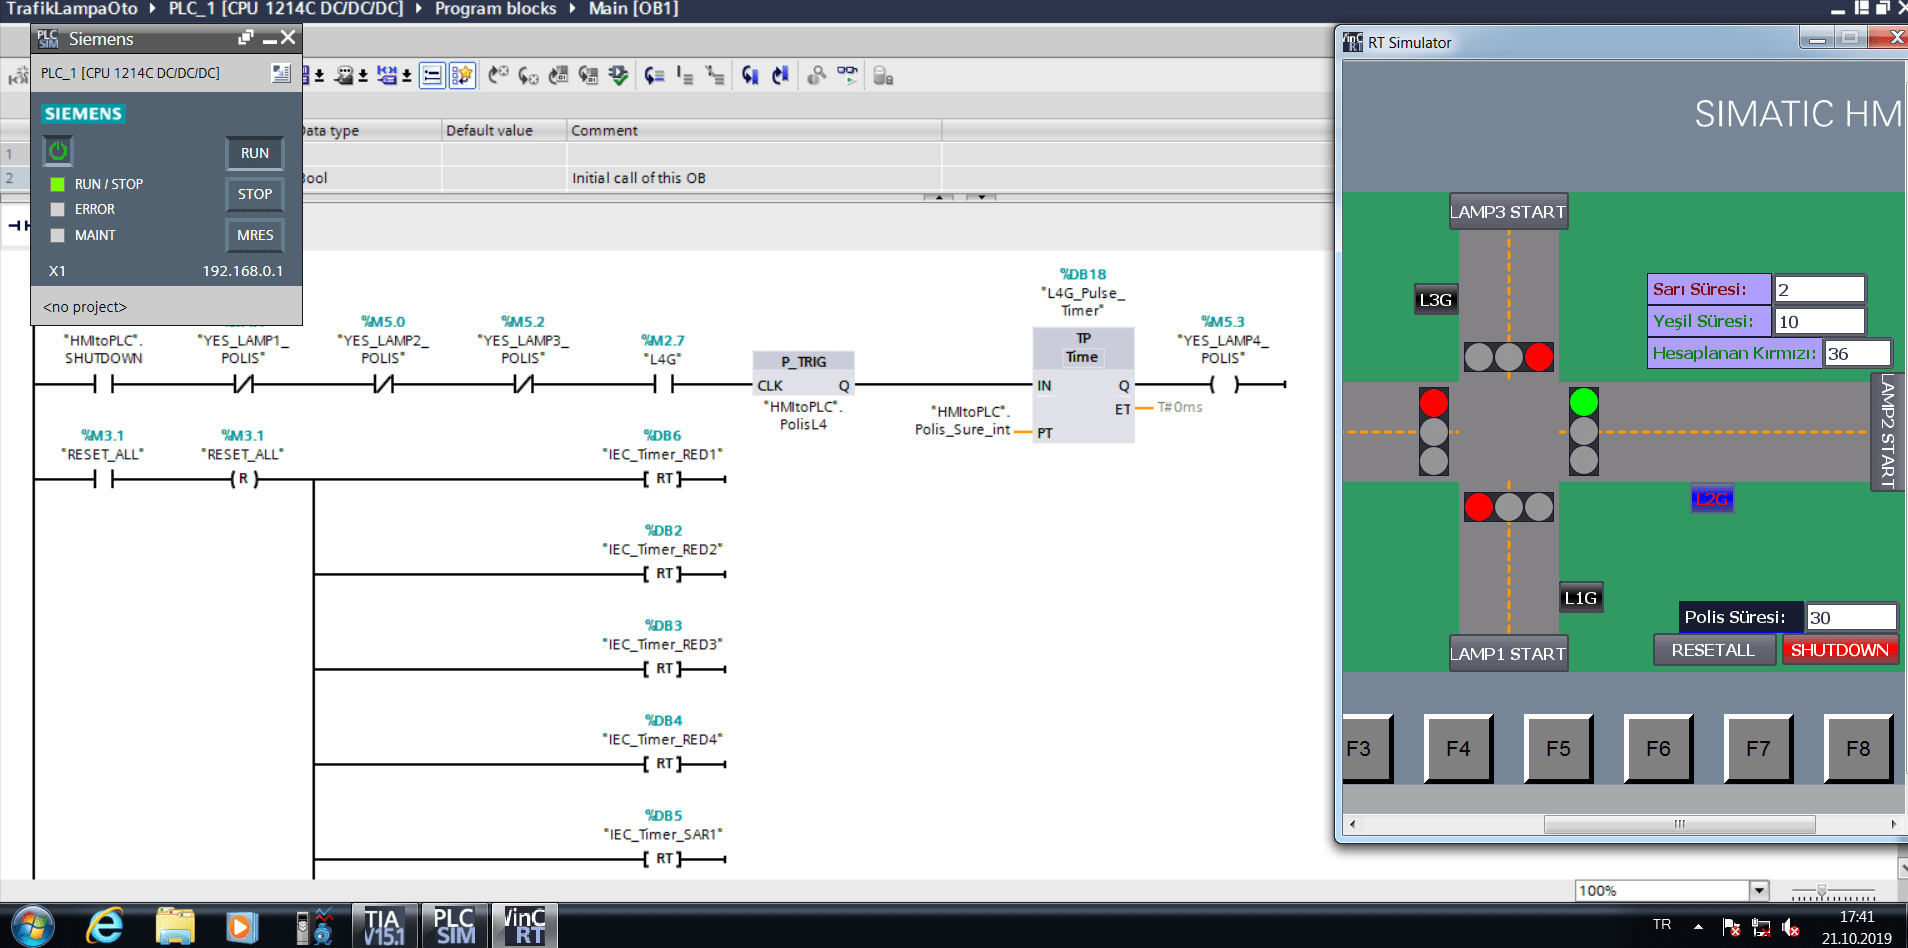 TrafikLampaOto ▸ PLC_1 [CPU 1214C DC/DC/DC] ▸ Program blocks ▸ Main [OB1]
PLC SIM Siemens
PLC_1 [CPU 1214C DC/DC/DC]
SIEMENS
RUN
RUN / STOP
STOP
ERROR
MAINT
MRES
X1 192.168.0.1
<no project>
Data type Default value Comment
1
2 Bool Initial call of this OB
"HMItoPLC".
SHUTDOWN
"YES_LAMP1_
POLIS"
%M5.0
"YES_LAMP2_
POLIS"
%M5.2
"YES_LAMP3_
POLIS"
%M2.7
"L4G"
P_TRIG
CLK Q
"HMItoPLC".
PolisL4
%DB18
"L4G_Pulse_
Timer"
TP
Time
IN Q
ET T#0ms
"HMItoPLC".
Polis_Sure_int PT
%M5.3
"YES_LAMP4_
POLIS"
%M3.1
"RESET_ALL"
%M3.1
"RESET_ALL"
R
%DB6
"IEC_Timer_RED1"
RT
%DB2
"IEC_Timer_RED2"
RT
%DB3
"IEC_Timer_RED3"
RT
%DB4
"IEC_Timer_RED4"
RT
%DB5
"IEC_Timer_SAR1"
RT
100%
RT Simulator
SIMATIC HM
LAMP3 START
L3G
Sarı Süresi: 2
Yeşil Süresi: 10
Hesaplanan Kırmızı: 36
LAMP2 START
L2G
L1G
Polis Süresi: 30
LAMP1 START
RESETALL SHUTDOWN
F3 F4 F5 F6 F7 F8
TIA V15.1
PLC SIM
WinC RT
TR
17:41
21.10.2019